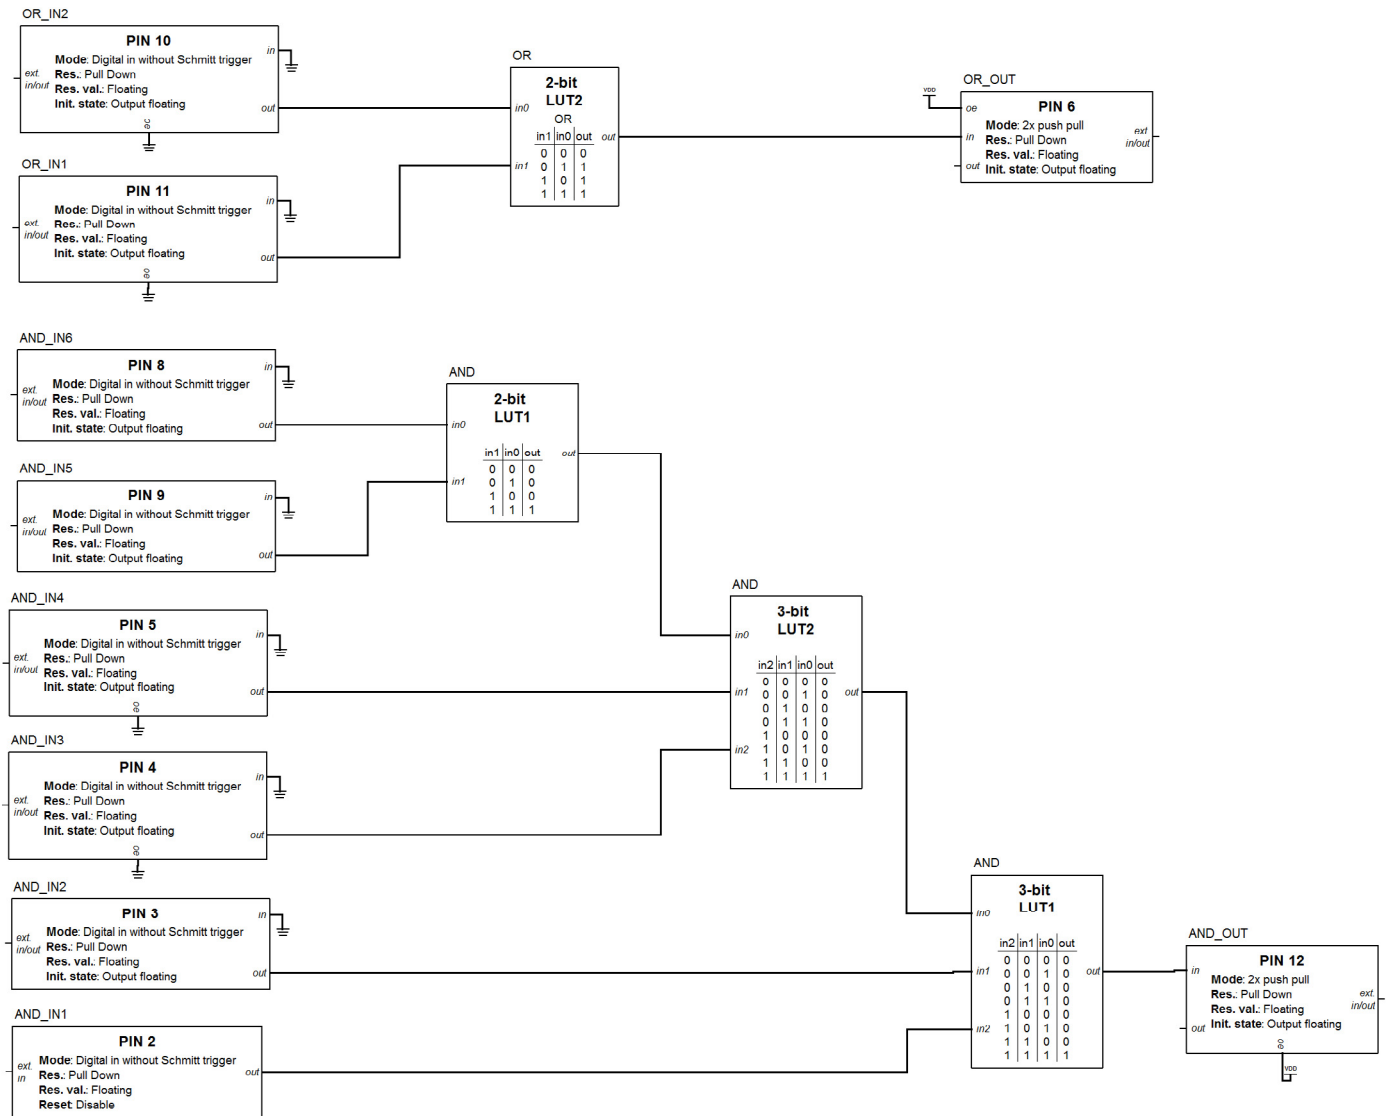 OR_IN2
PIN 10
Mode: Digital in without Schmitt trigger
Res.: Pull Down
Res. val.: Floating
Init. state: Output floating
ext.
in/out
in
out
oe
OR_IN1
PIN 11
Mode: Digital in without Schmitt trigger
Res.: Pull Down
Res. val.: Floating
Init. state: Output floating
ext.
in/out
in
out
oe
OR
2-bit
LUT2
OR
in1 in0 out
0 0 0
0 1 1
1 0 1
1 1 1
in0
in1
out
OR_OUT
VDD
PIN 6
Mode: 2x push pull
Res.: Pull Down
Res. val.: Floating
Init. state: Output floating
oe
in
out
ext.
in/out
AND_IN6
PIN 8
Mode: Digital in without Schmitt trigger
Res.: Pull Down
Res. val.: Floating
Init. state: Output floating
ext.
in/out
in
out
AND_IN5
PIN 9
Mode: Digital in without Schmitt trigger
Res.: Pull Down
Res. val.: Floating
Init. state: Output floating
ext.
in/out
in
out
AND
2-bit
LUT1
in1 in0 out
0 0 0
0 1 0
1 0 0
1 1 1
in0
in1
out
AND_IN4
PIN 5
Mode: Digital in without Schmitt trigger
Res.: Pull Down
Res. val.: Floating
Init. state: Output floating
ext.
in/out
in
out
oe
AND_IN3
PIN 4
Mode: Digital in without Schmitt trigger
Res.: Pull Down
Res. val.: Floating
Init. state: Output floating
ext.
in/out
in
out
oe
AND
3-bit
LUT2
in2 in1 in0 out
0 0 0 0
0 0 1 0
0 1 0 0
0 1 1 0
1 0 0 0
1 0 1 0
1 1 0 0
1 1 1 1
in0
in1
in2
out
AND_IN2
PIN 3
Mode: Digital in without Schmitt trigger
Res.: Pull Down
Res. val.: Floating
Init. state: Output floating
ext.
in/out
in
out
AND_IN1
PIN 2
Mode: Digital in without Schmitt trigger
Res.: Pull Down
Res. val.: Floating
Reset: Disable
ext.
in
out
AND
3-bit
LUT1
in2 in1 in0 out
0 0 0 0
0 0 1 0
0 1 0 0
0 1 1 0
1 0 0 0
1 0 1 0
1 1 0 0
1 1 1 1
in0
in1
in2
out
AND_OUT
PIN 12
Mode: 2x push pull
Res.: Pull Down
Res. val.: Floating
Init. state: Output floating
in
out
ext.
in/out
oe
VDD